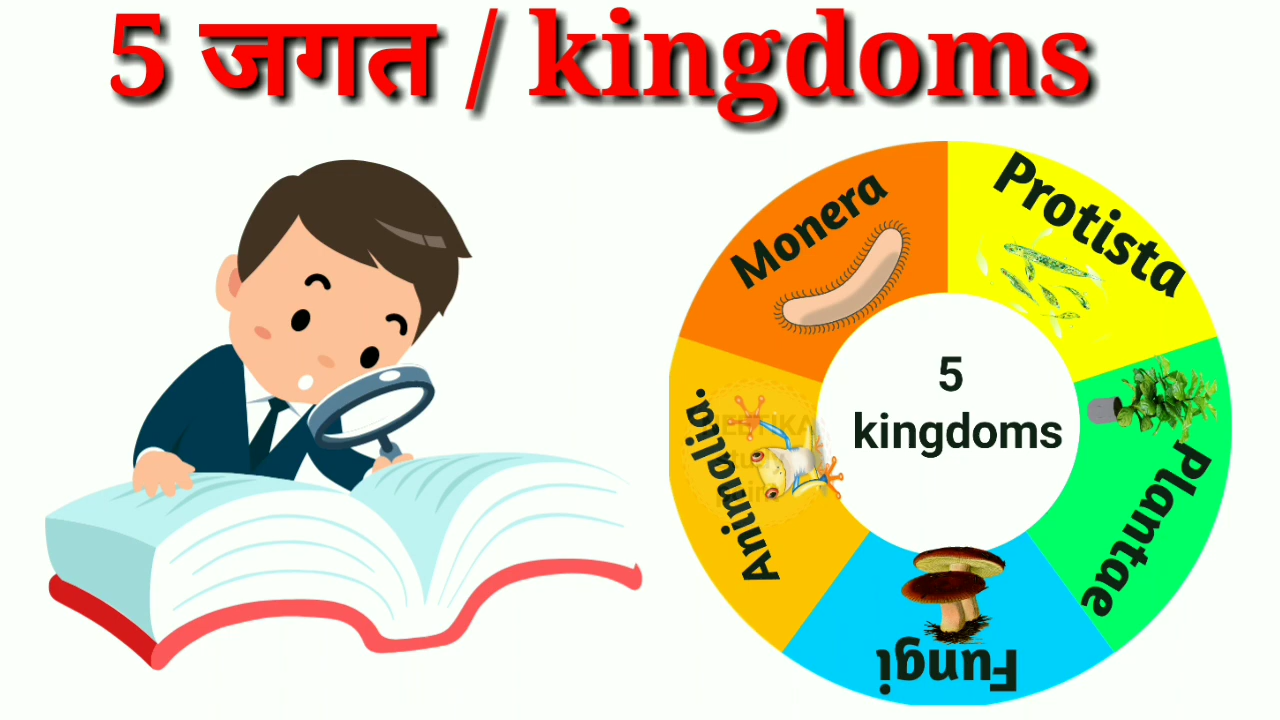 5 जगत / kingdoms
Monera
Protista
Animalia.
5
kingdoms
Plantae
Fungi